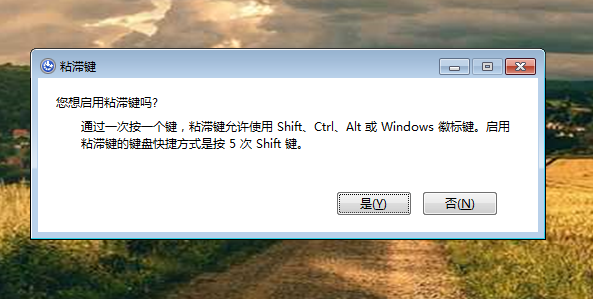 粘滞键
您想启用粘滞键吗?
通过一次按一个键，粘滞键允许使用 Shift、Ctrl、Alt 或 Windows 徽标键。启用
粘滞键的键盘快捷方式是按 5 次 Shift 键。
是(Y) 否(N)